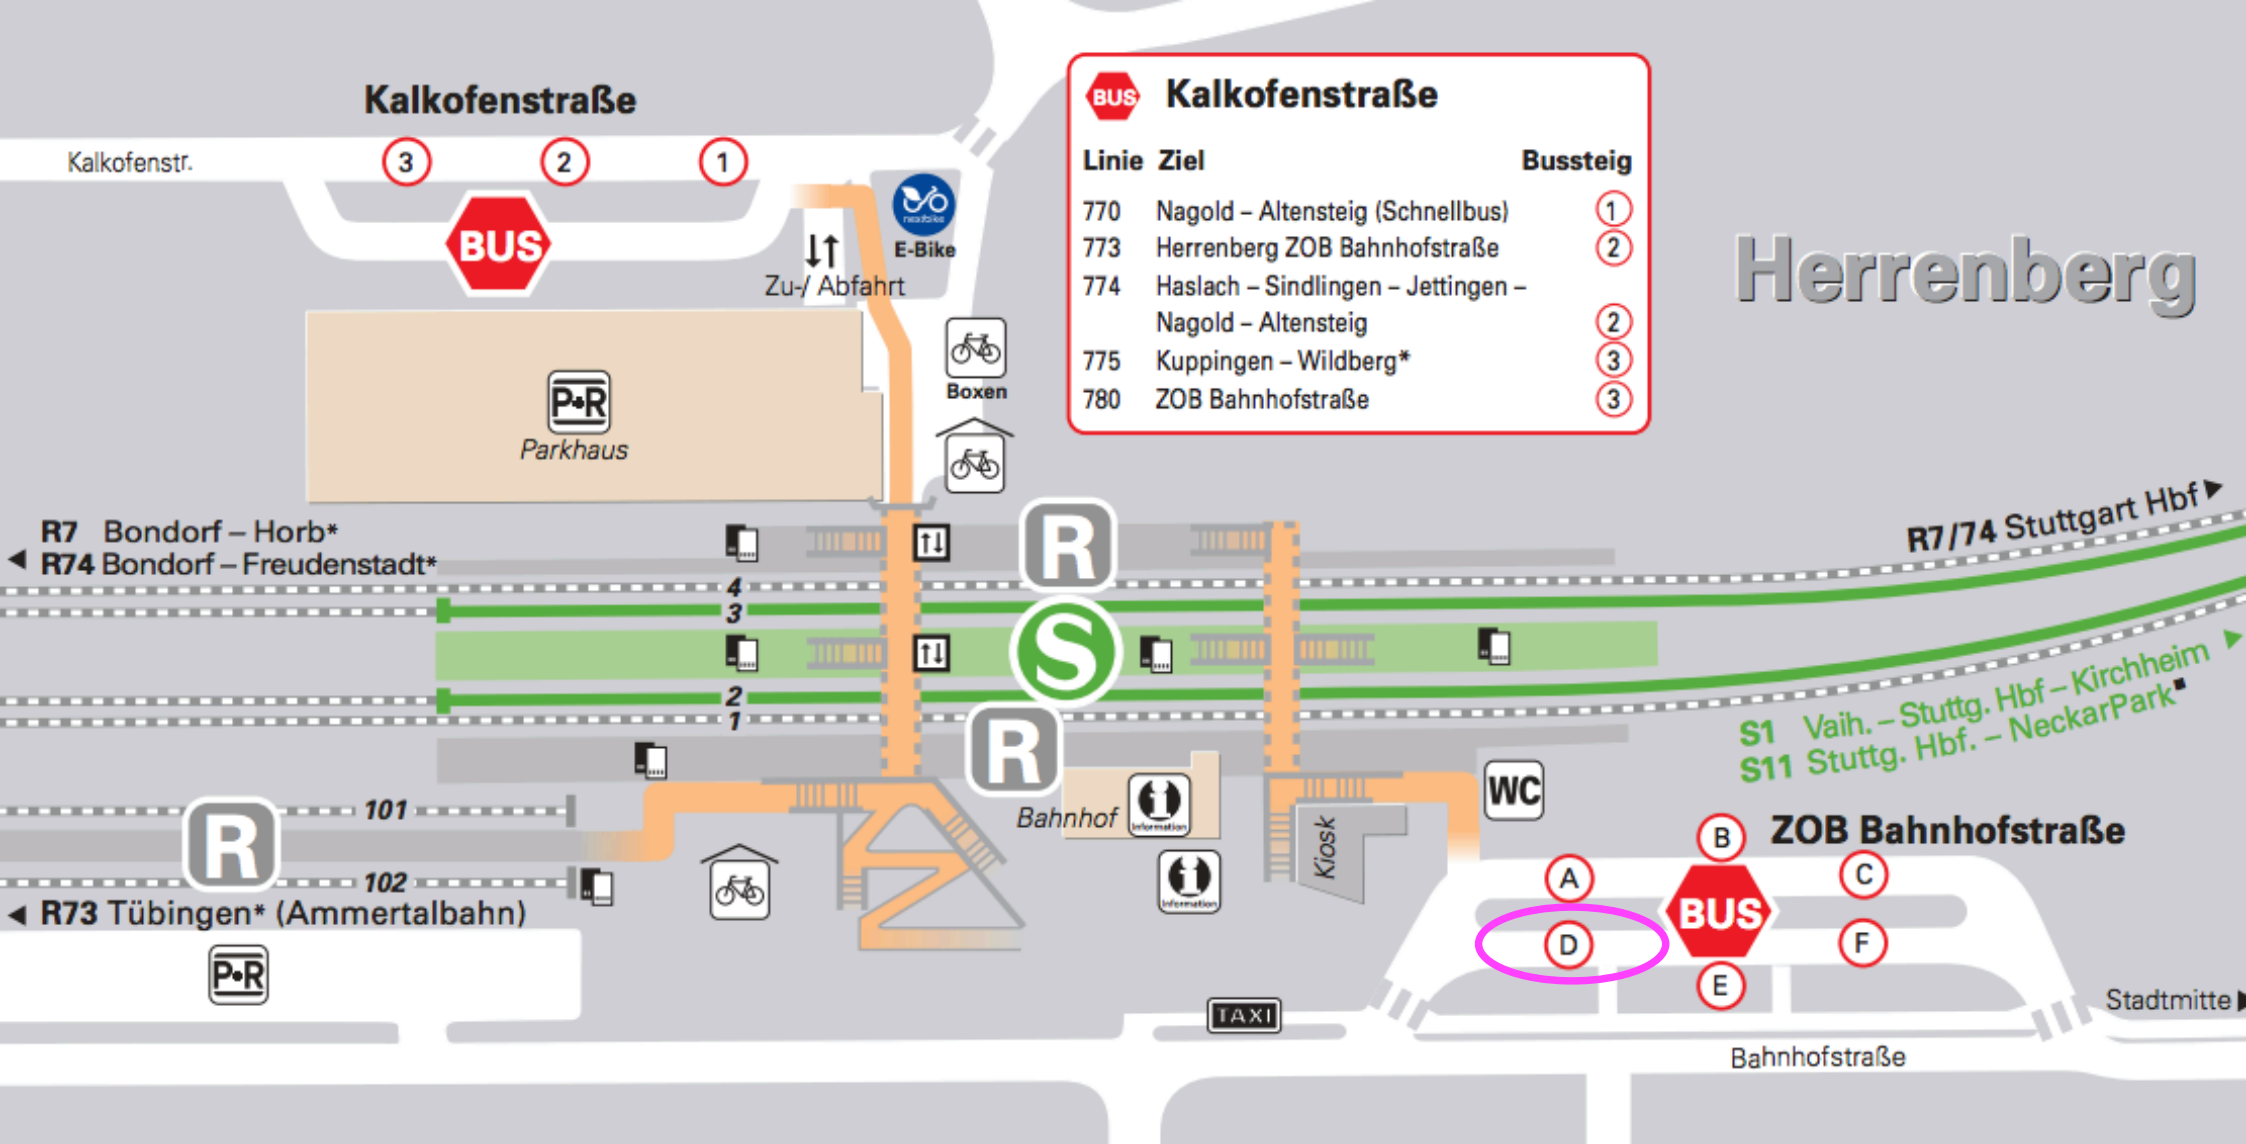 Kalkofenstraße
Kalkofenstr.
3
2
1
BUS
nextbike
E-Bike
Zu-/ Abfahrt
P+R
Parkhaus
Boxen
BUS Kalkofenstraße
Linie Ziel Bussteig
770 Nagold – Altensteig (Schnellbus) 1
773 Herrenberg ZOB Bahnhofstraße 2
774 Haslach – Sindlingen – Jettingen –
Nagold – Altensteig 2
775 Kuppingen – Wildberg* 3
780 ZOB Bahnhofstraße 3
Herrenberg
R7 Bondorf – Horb*
R74 Bondorf – Freudenstadt*
R7/74 Stuttgart Hbf
R
4
3
S
2
1
R
S1 Vaih. – Stuttg. Hbf – Kirchheim
S11 Stuttg. Hbf. – NeckarPark■
101
R
102
R73 Tübingen* (Ammertalbahn)
P+R
Bahnhof
i
Information
i
Information
Kiosk
WC
ZOB Bahnhofstraße
A
B
C
BUS
D
E
F
TAXI
Stadtmitte
Bahnhofstraße